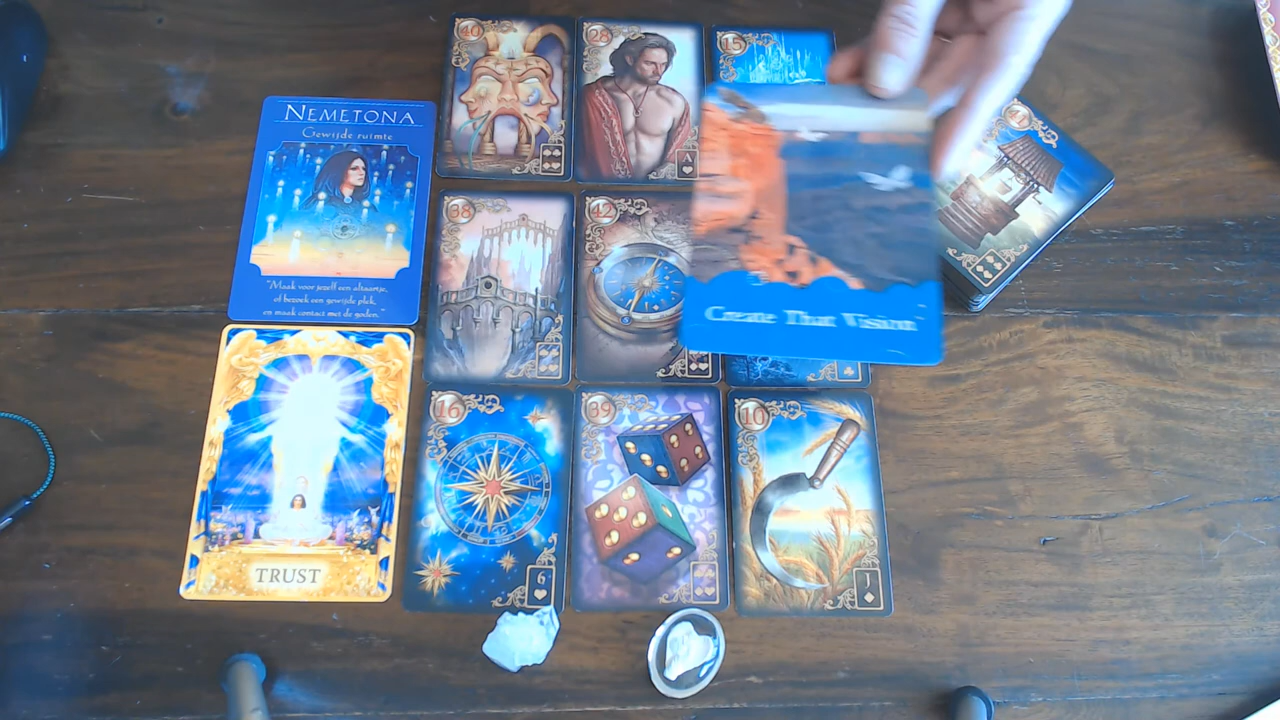 40
28
A
15
NEMETONA
Gewijde ruimte
"Maak voor jezelf een altaartje,
of bezoek een gewijde plek,
en maak contact met de goden."
38
42
Create That Vision
41
TRUST
16
6
39
10
J